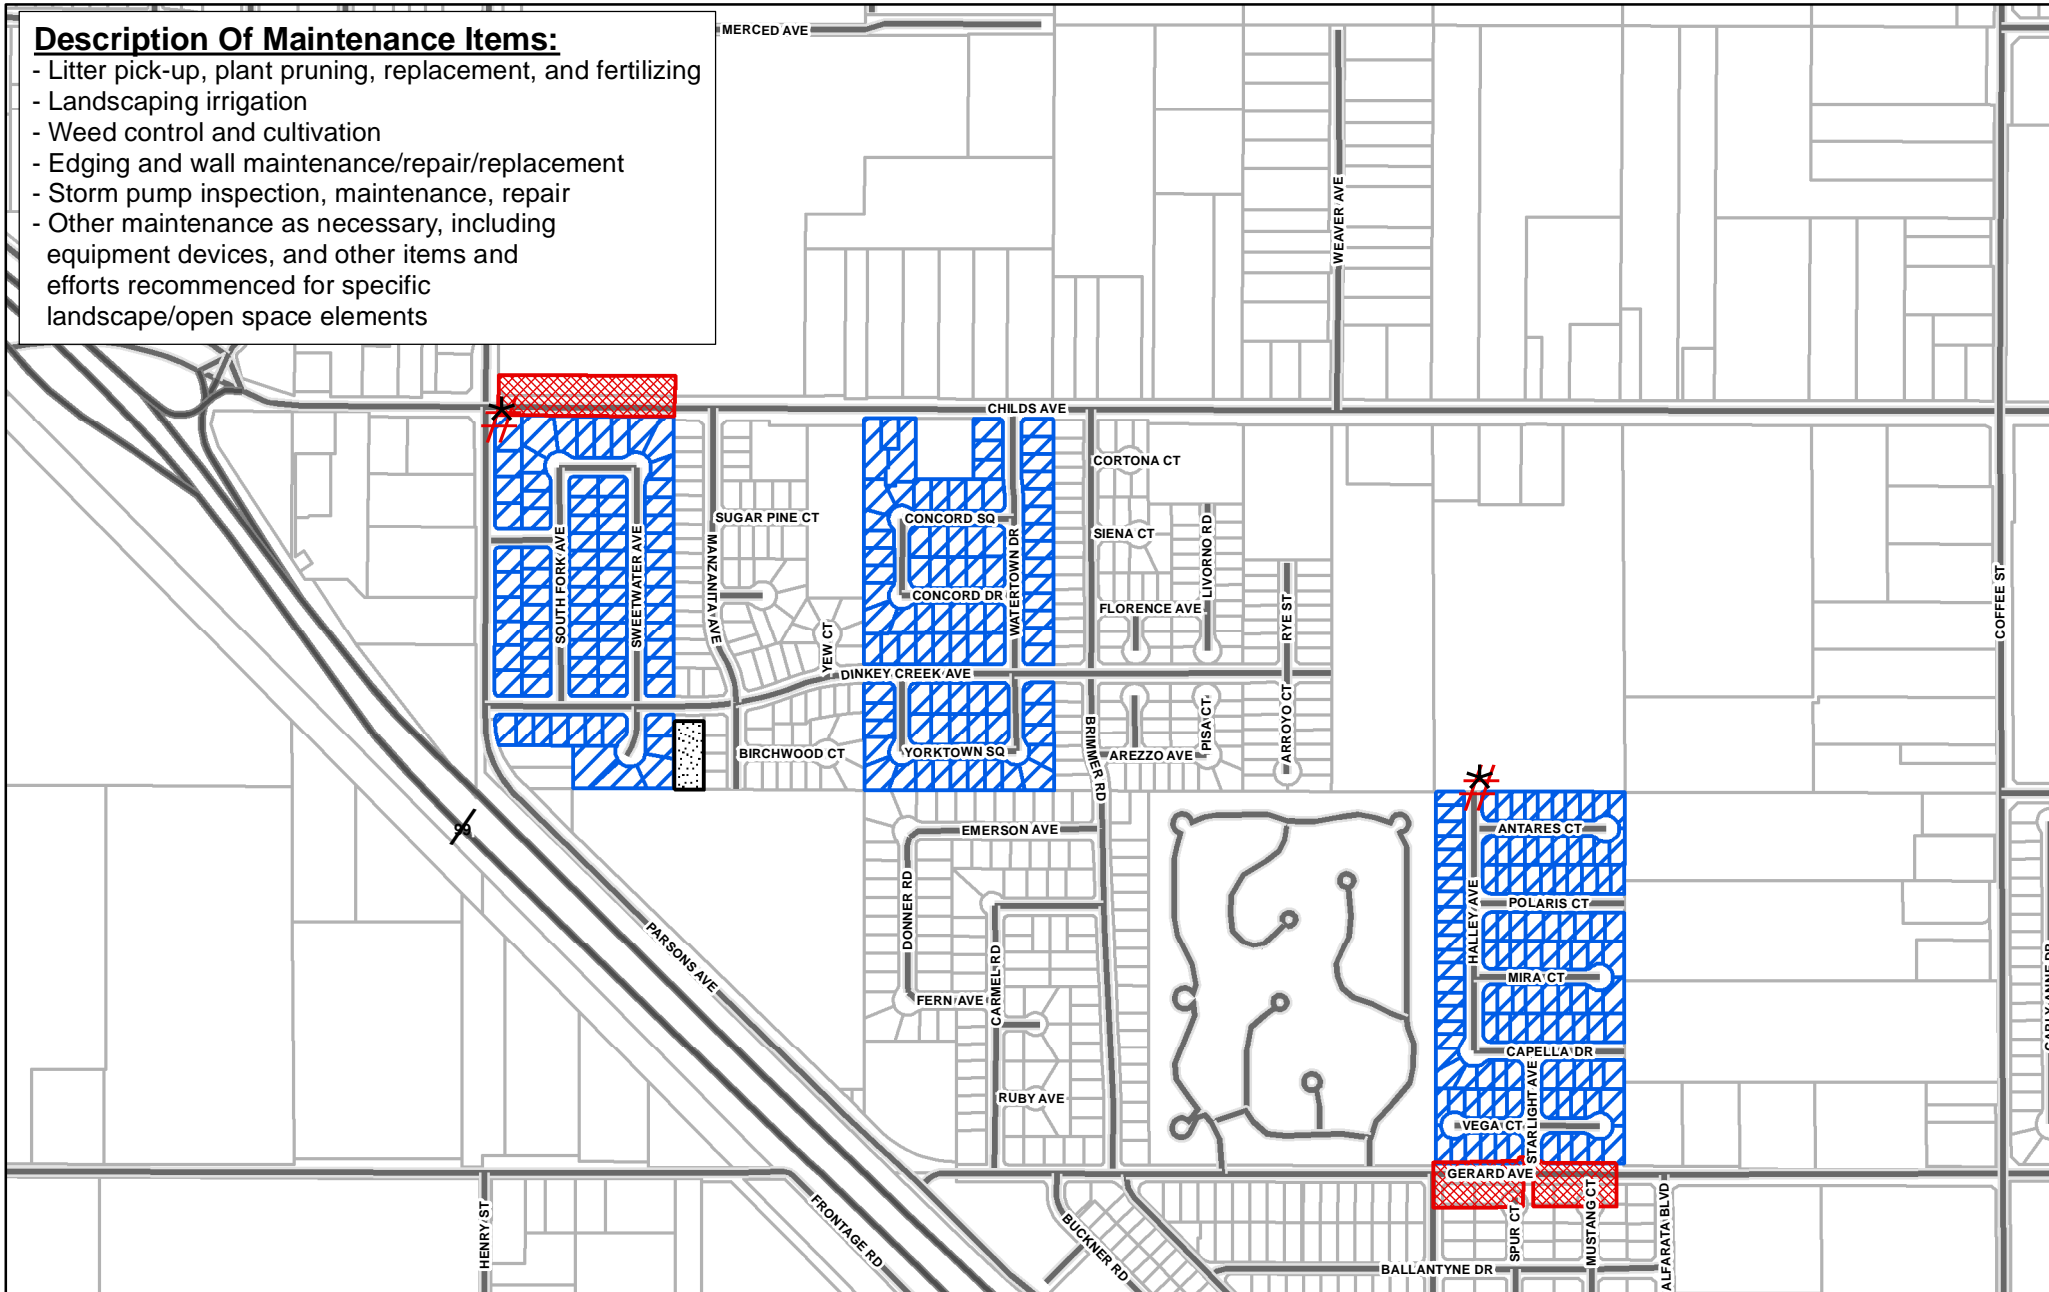 Description Of Maintenance Items:
- Litter pick-up, plant pruning, replacement, and fertilizing
- Landscaping irrigation
- Weed control and cultivation
- Edging and wall maintenance/repair/replacement
- Storm pump inspection, maintenance, repair
- Other maintenance as necessary, including
equipment devices, and other items and
efforts recommenced for specific
landscape/open space elements
MERCED AVE
WEAVER AVE
CHILDS AVE
CORTONA CT
SUGAR PINE CT
CONCORD SQ
SIENA CT
LIVORNO RD
SOUTH FORK AVE
SWEETWATER AVE
MANZANITA AVE
WATERTOWN DR
CONCORD DR
FLORENCE AVE
RYE ST
COFFEE ST
YEW CT
DINKEY CREEK AVE
BIRCHWOOD CT
YORKTOWN SQ
BRIMMER RD
AREZZO AVE
PISA CT
ARROYO CT
99
EMERSON AVE
ANTARES CT
DONNER RD
POLARIS CT
HALLEY AVE
PARSONS AVE
CARMEL RD
MIRA CT
FERN AVE
CAPELLA DR
RUBY AVE
STARLIGHT AVE
VEGA CT
GERARD AVE
HENRY ST
FRONTAGE RD
BUCKNER RD
SPUR CT
MUSTANG CT
ALFARATA BLVD
BALLANTYNE DR